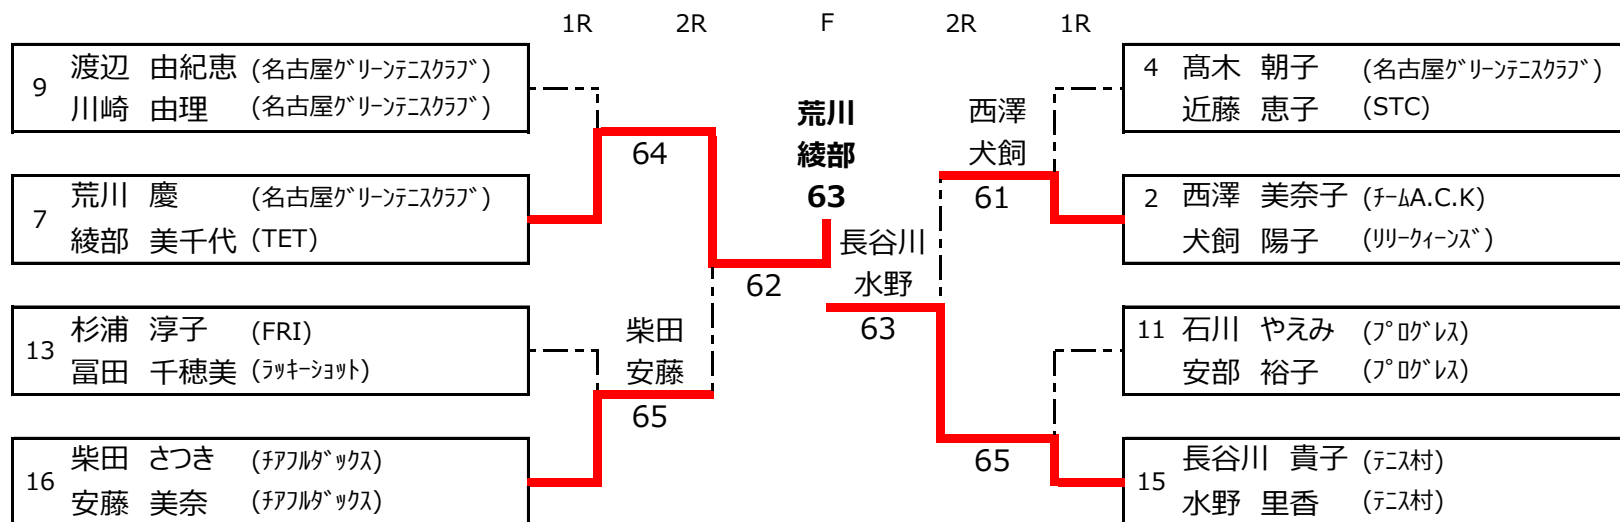 1R 2R F 2R 1R
9 渡辺 由紀恵 (名古屋ｸﾞﾘｰﾝﾃﾆｽｸﾗﾌﾞ)
川崎 由理 (名古屋ｸﾞﾘｰﾝﾃﾆｽｸﾗﾌﾞ)
7 荒川 慶 (名古屋ｸﾞﾘｰﾝﾃﾆｽｸﾗﾌﾞ)
綾部 美千代 (TET)
13 杉浦 淳子 (FRI)
冨田 千穂美 (ﾗｯｷｰｼｮｯﾄ)
16 柴田 さつき (ﾁｱﾌﾙﾀﾞｯｸｽ)
安藤 美奈 (ﾁｱﾌﾙﾀﾞｯｸｽ)
64
柴田
安藤
65
62
荒川
綾部
63
長谷川
水野
63
西澤
犬飼
61
65
4 髙木 朝子 (名古屋ｸﾞﾘｰﾝﾃﾆｽｸﾗﾌﾞ)
近藤 恵子 (STC)
2 西澤 美奈子 (ﾁｰﾑA.C.K)
犬飼 陽子 (ﾘﾘｰｸｨｰﾝｽﾞ)
11 石川 やえみ (ﾌﾟﾛｸﾞﾚｽ)
安部 裕子 (ﾌﾟﾛｸﾞﾚｽ)
15 長谷川 貴子 (ﾃﾆｽ村)
水野 里香 (ﾃﾆｽ村)